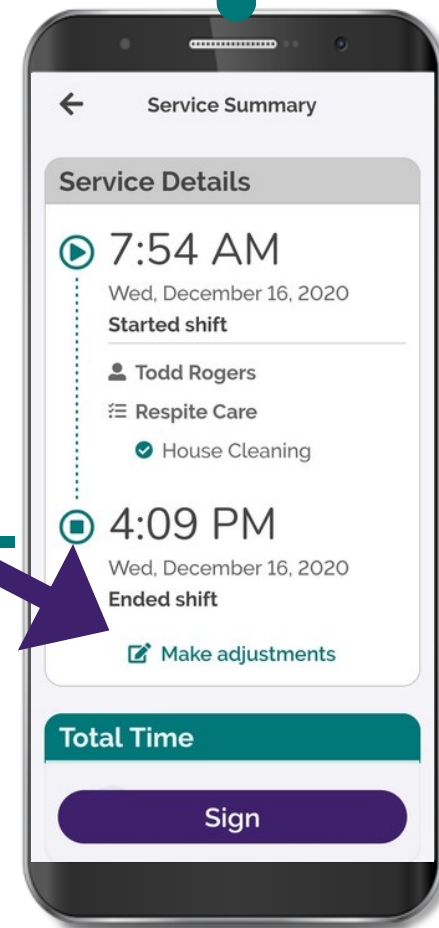 Service Summary
Service Details
7:54 AM
Wed, December 16, 2020
Started shift
Todd Rogers
Respite Care
House Cleaning
4:09 PM
Wed, December 16, 2020
Ended shift
Make adjustments
Total Time
Sign